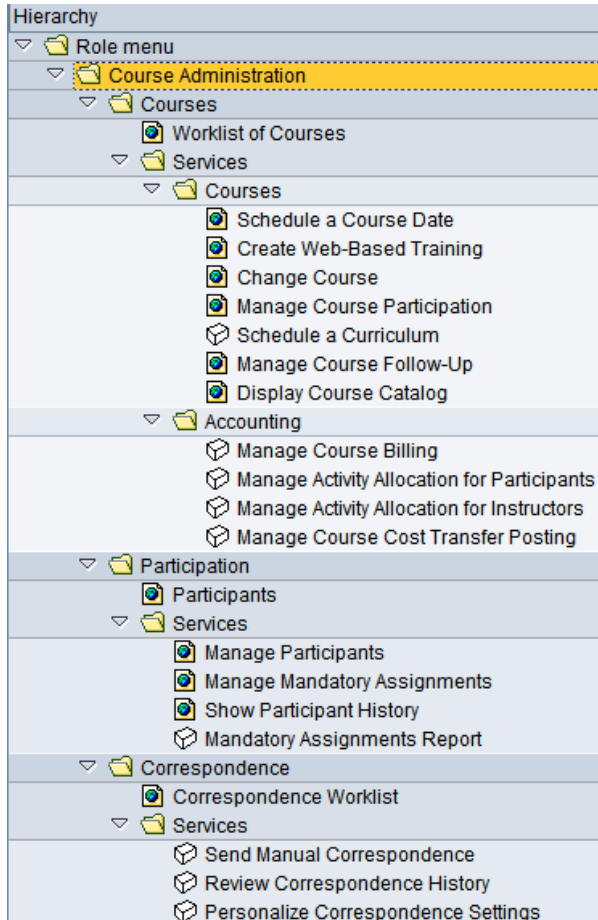 Hierarchy
Role menu
Course Administration
Courses
Worklist of Courses
Services
Courses
Schedule a Course Date
Create Web-Based Training
Change Course
Manage Course Participation
Schedule a Curriculum
Manage Course Follow-Up
Display Course Catalog
Accounting
Manage Course Billing
Manage Activity Allocation for Participants
Manage Activity Allocation for Instructors
Manage Course Cost Transfer Posting
Participation
Participants
Services
Manage Participants
Manage Mandatory Assignments
Show Participant History
Mandatory Assignments Report
Correspondence
Correspondence Worklist
Services
Send Manual Correspondence
Review Correspondence History
Personalize Correspondence Settings